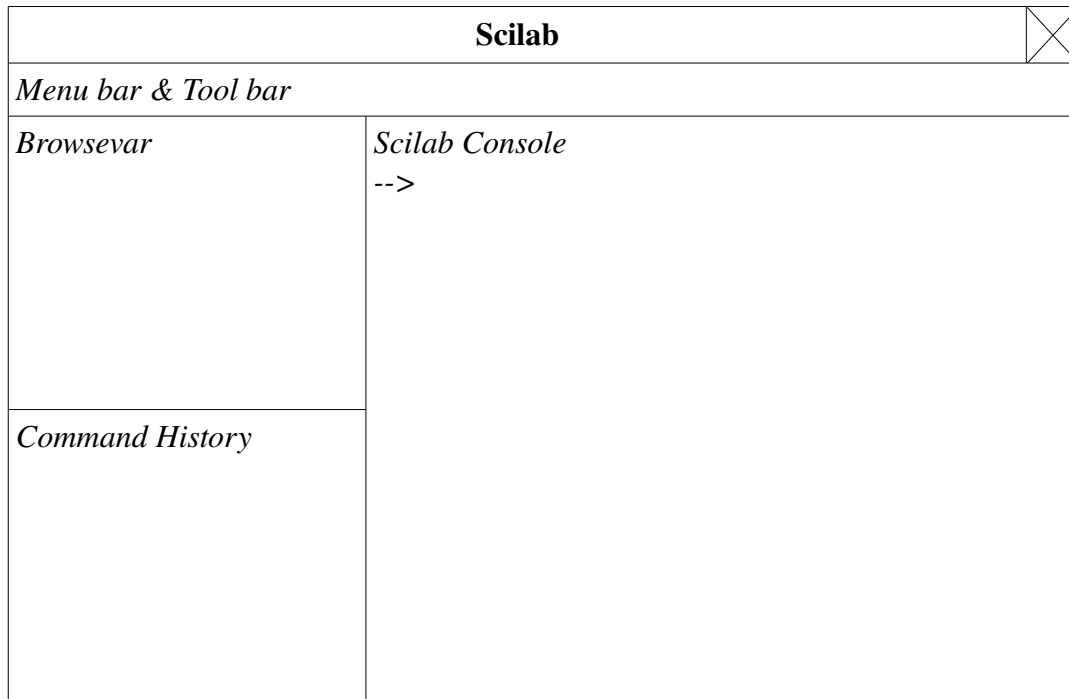 Scilab
Menu bar & Tool bar
Browsevar
Scilab Console
-->
Command History